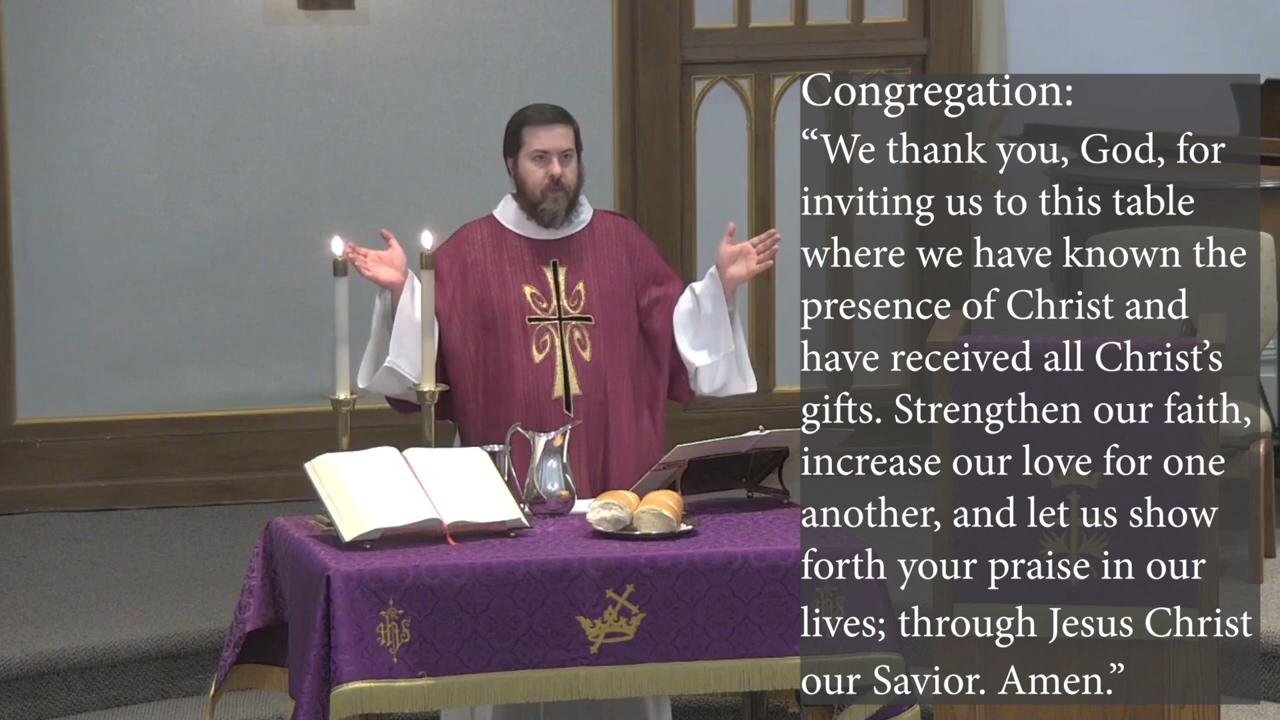 Congregation:
“We thank you, God, for
inviting us to this table
where we have known the
presence of Christ and
have received all Christ’s
gifts. Strengthen our faith,
increase our love for one
another, and let us show
forth your praise in our
lives; through Jesus Christ
our Savior. Amen.”
IHS